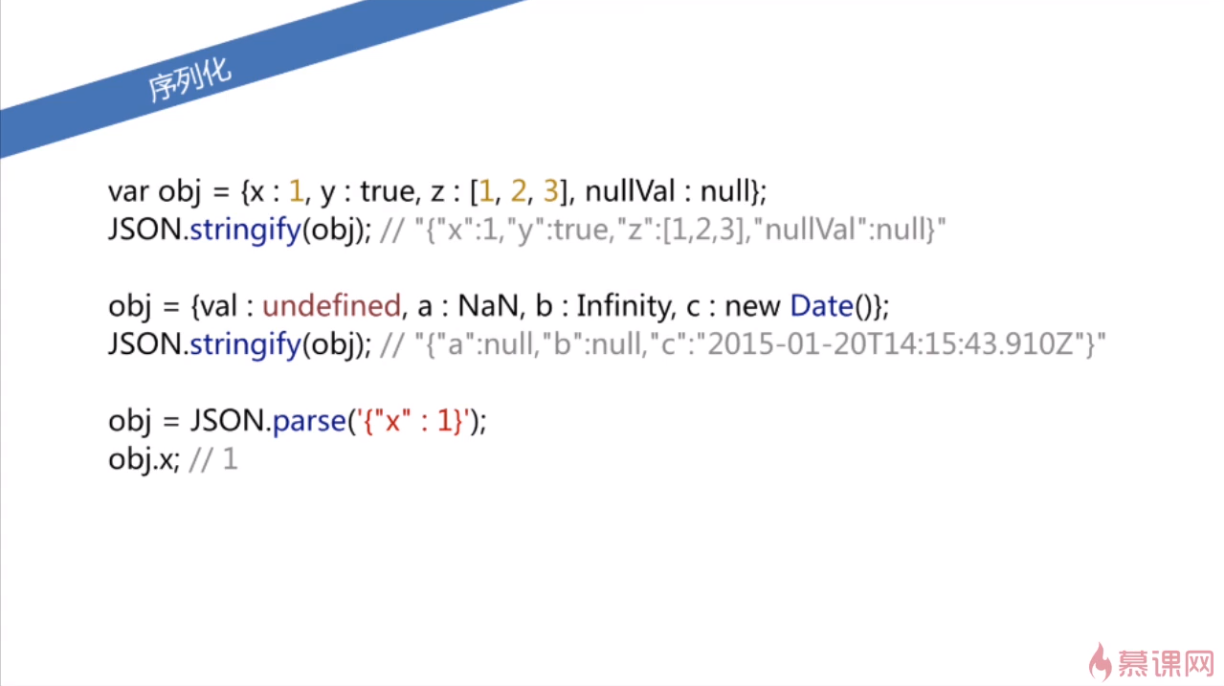 序列化
var obj = {x : 1, y : true, z : [1, 2, 3], nullVal : null};
JSON.stringify(obj); // "{"x":1,"y":true,"z":[1,2,3],"nullVal":null}"
obj = {val : undefined, a : NaN, b : Infinity, c : new Date()};
JSON.stringify(obj); // "{"a":null,"b":null,"c":"2015-01-20T14:15:43.910Z"}"
obj = JSON.parse('{"x" : 1}');
obj.x; // 1
慕课网